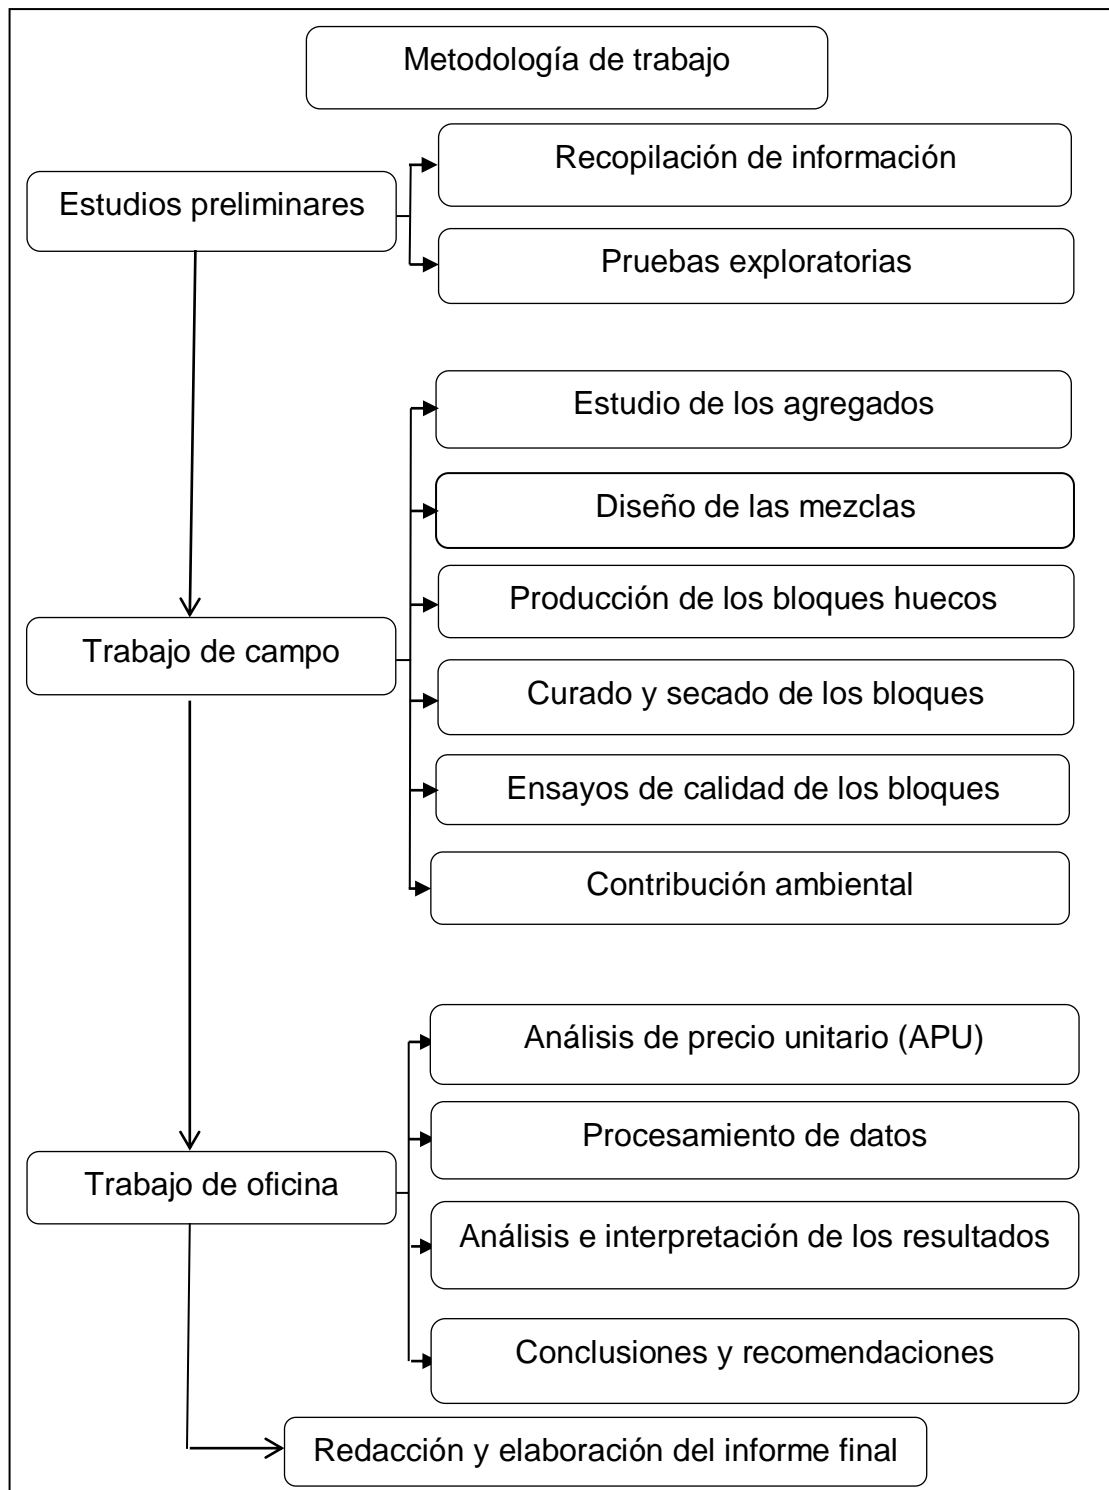 Metodología de trabajo
Estudios preliminares
Recopilación de información
Pruebas exploratorias
Trabajo de campo
Estudio de los agregados
Diseño de las mezclas
Producción de los bloques huecos
Curado y secado de los bloques
Ensayos de calidad de los bloques
Contribución ambiental
Trabajo de oficina
Análisis de precio unitario (APU)
Procesamiento de datos
Análisis e interpretación de los resultados
Conclusiones y recomendaciones
Redacción y elaboración del informe final